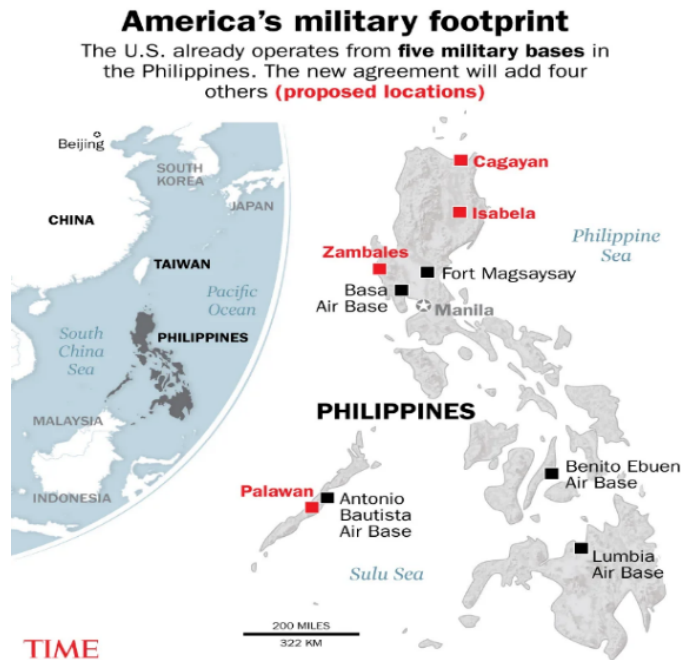 America's military footprint
The U.S. already operates from five military bases in
the Philippines. The new agreement will add four
others (proposed locations)
Beijing
SOUTH
KOREA
JAPAN
CHINA
TAIWAN
Pacific
Ocean
South
China
Sea
PHILIPPINES
MALAYSIA
INDONESIA
Cagayan
Isabela
Philippine
Sea
Zambales
Fort Magsaysay
Basa
Air Base
Manila
PHILIPPINES
Benito Ebuen
Air Base
Palawan
Antonio
Bautista
Air Base
Lumbia
Air Base
Sulu Sea
200 MILES
322 KM
TIME